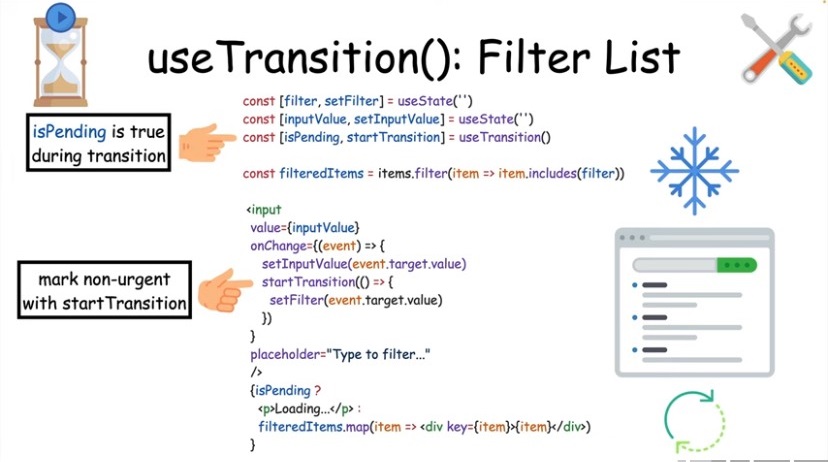 useTransition(): Filter List
const [filter, setFilter] = useState('')
const [inputValue, setInputValue] = useState('')
const [isPending, startTransition] = useTransition()
isPending is true
during transition
const filteredItems = items.filter(item => item.includes(filter))
<input
value={inputValue}
onChange={(event) => {
setInputValue(event.target.value)
startTransition(() => {
setFilter(event.target.value)
})
}
mark non-urgent
with startTransition
placeholder="Type to filter..."
/>
{isPending ?
<p>Loading...</p> :
filteredItems.map(item => <div key={item}>{item}</div>)
}